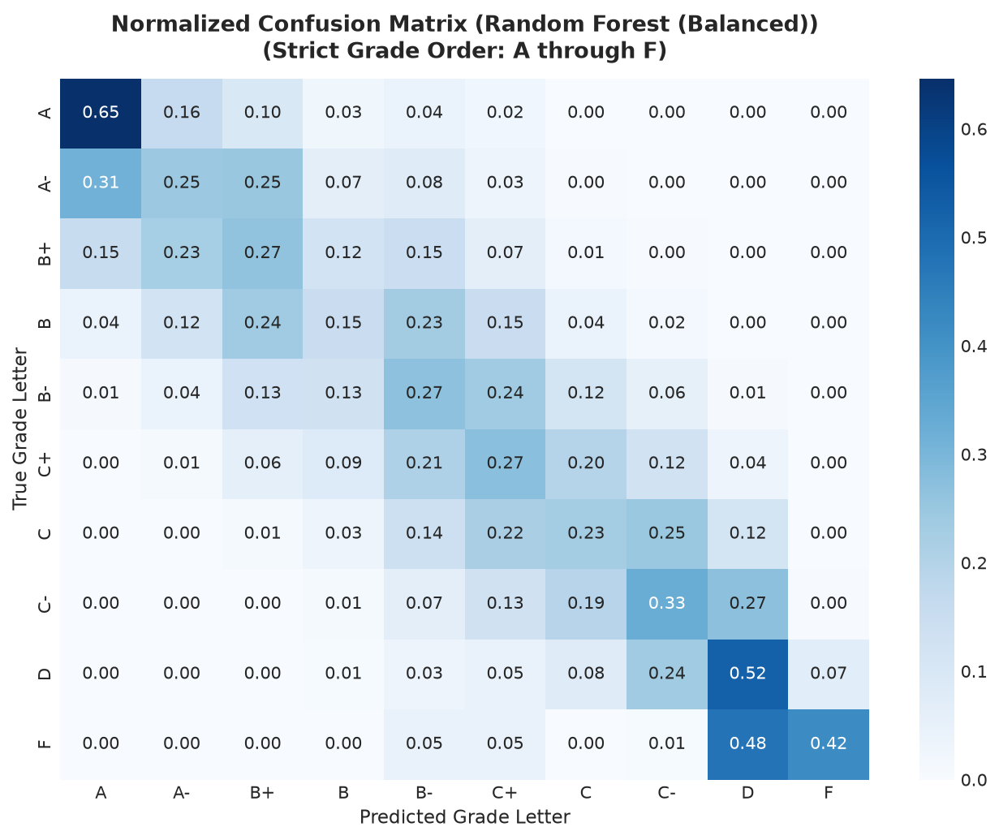 Normalized Confusion Matrix (Random Forest (Balanced))
(Strict Grade Order: A through F)
True Grade Letter
A 0.65 0.16 0.10 0.03 0.04 0.02 0.00 0.00 0.00 0.00
A- 0.31 0.25 0.25 0.07 0.08 0.03 0.00 0.00 0.00 0.00
B+ 0.15 0.23 0.27 0.12 0.15 0.07 0.01 0.00 0.00 0.00
B 0.04 0.12 0.24 0.15 0.23 0.15 0.04 0.02 0.00 0.00
B- 0.01 0.04 0.13 0.13 0.27 0.24 0.12 0.06 0.01 0.00
C+ 0.00 0.01 0.06 0.09 0.21 0.27 0.20 0.12 0.04 0.00
C 0.00 0.00 0.01 0.03 0.14 0.22 0.23 0.25 0.12 0.00
C- 0.00 0.00 0.00 0.01 0.07 0.13 0.19 0.33 0.27 0.00
D 0.00 0.00 0.00 0.01 0.03 0.05 0.08 0.24 0.52 0.07
F 0.00 0.00 0.00 0.00 0.05 0.05 0.00 0.01 0.48 0.42
A A- B+ B B- C+ C C- D F
Predicted Grade Letter
0.6
0.5
0.4
0.3
0.2
0.1
0.0